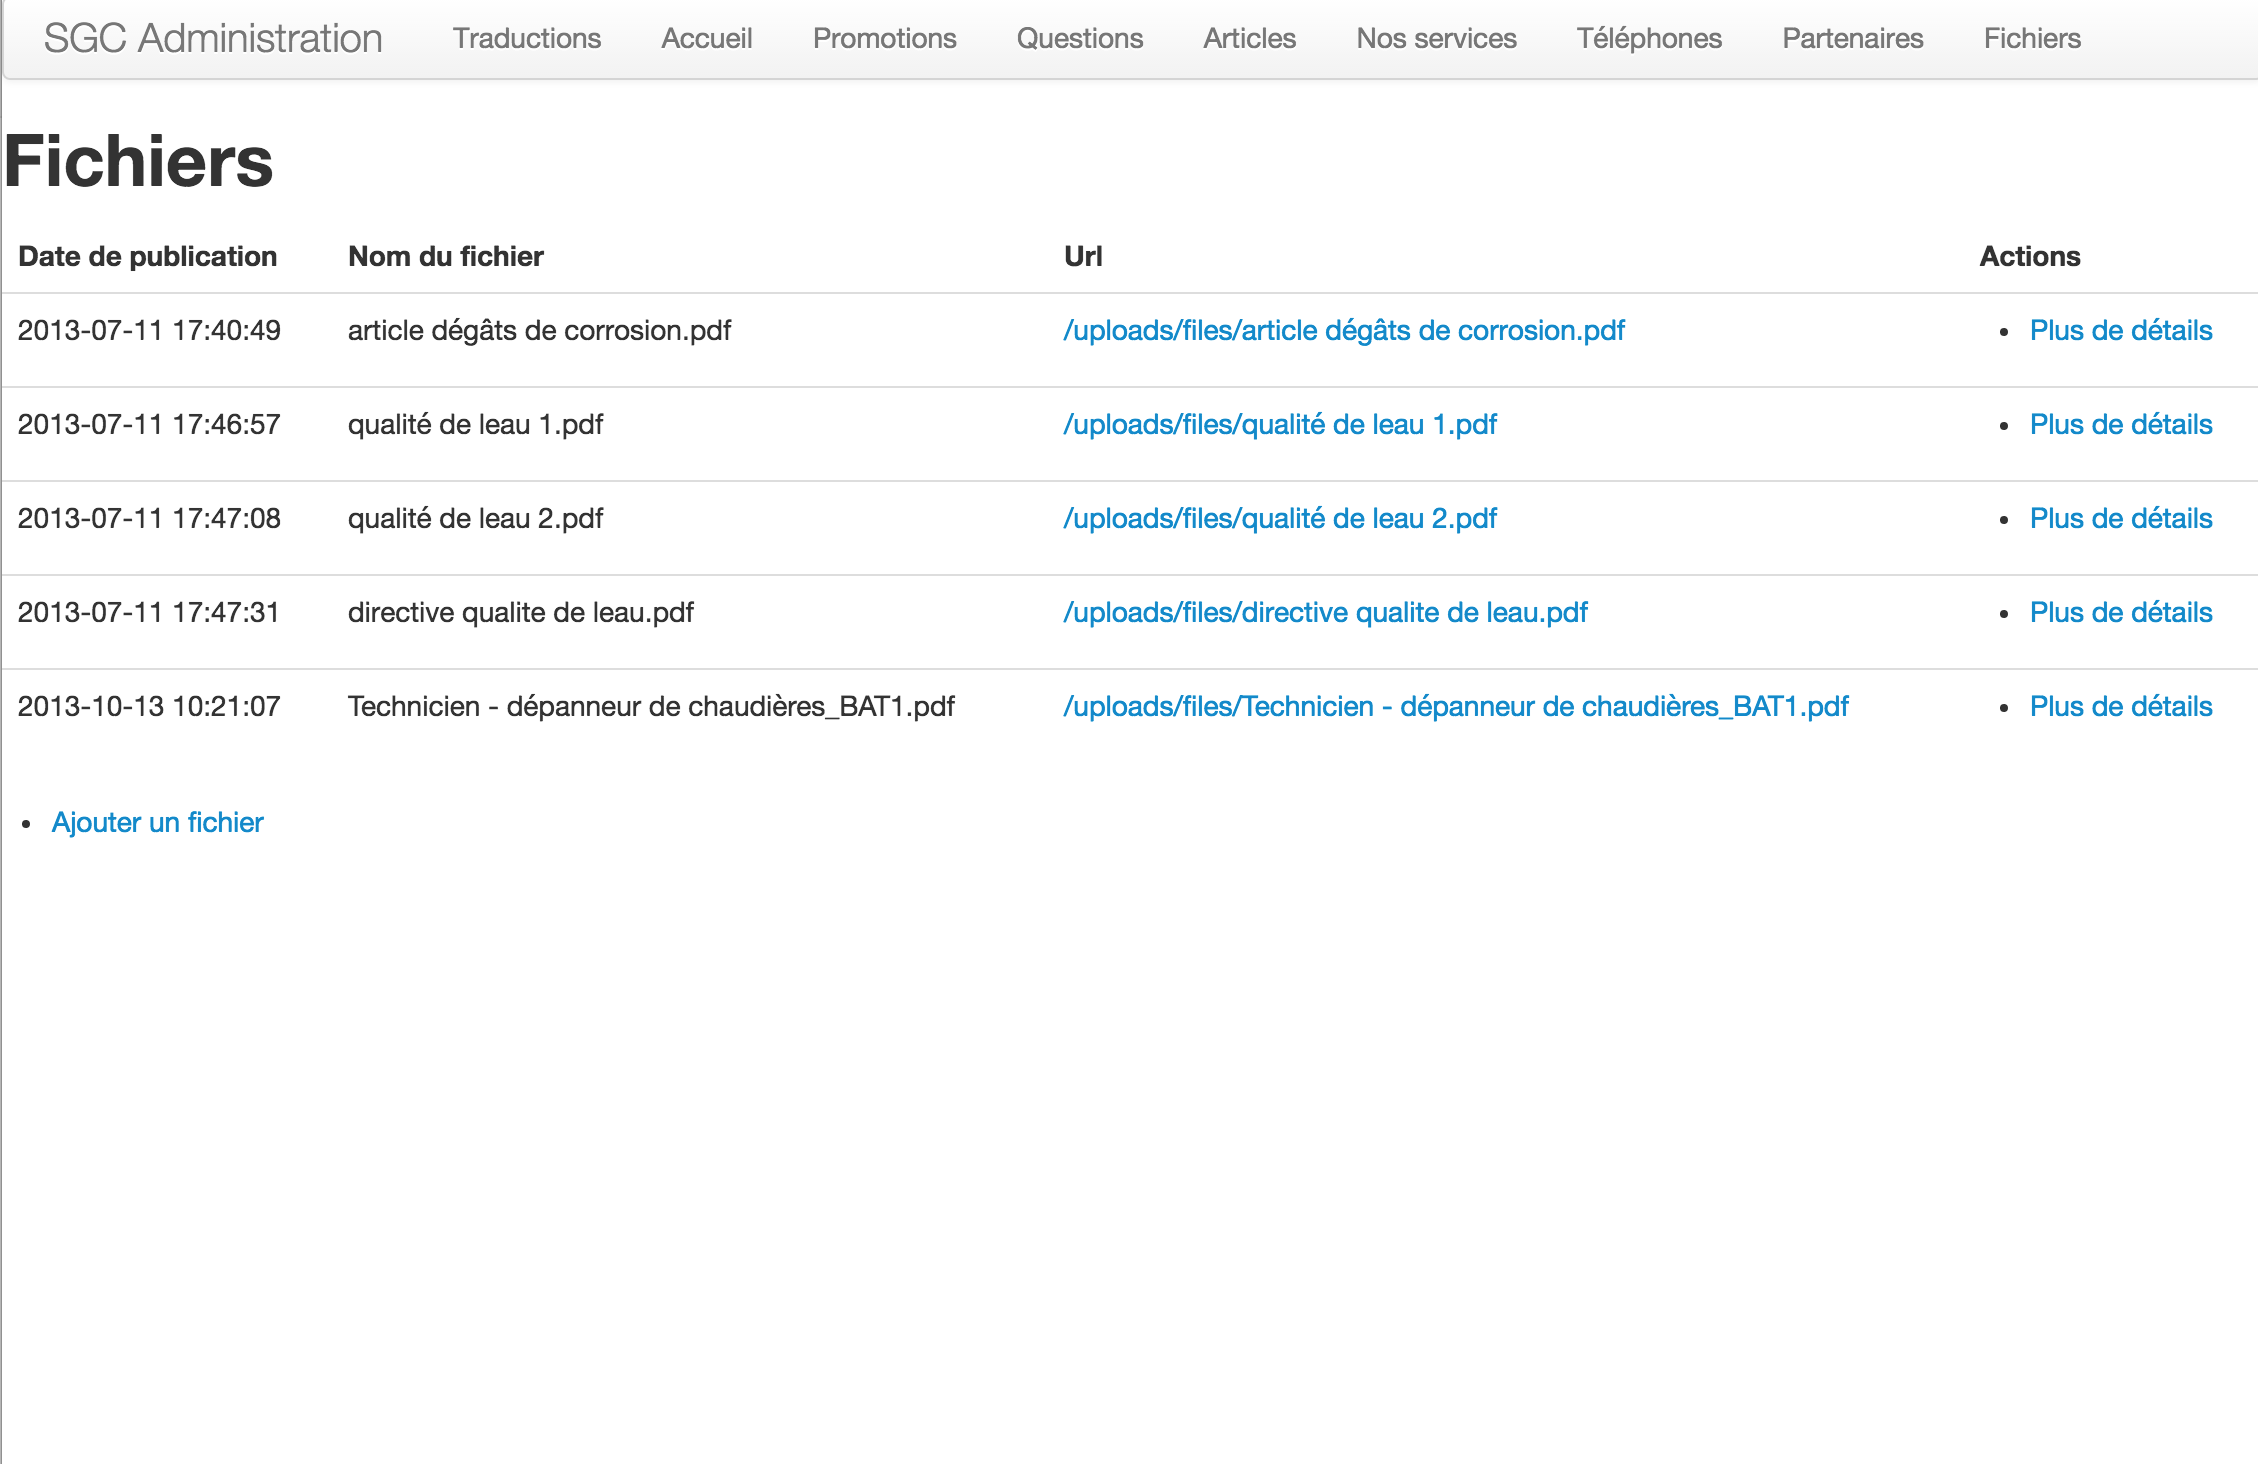 SGC Administration Traductions Accueil Promotions Questions Articles Nos services Téléphones Partenaires Fichiers
Fichiers
Date de publication Nom du fichier Url Actions
2013-07-11 17:40:49 article dégâts de corrosion.pdf /uploads/files/article dégâts de corrosion.pdf • Plus de détails
2013-07-11 17:46:57 qualité de leau 1.pdf /uploads/files/qualité de leau 1.pdf • Plus de détails
2013-07-11 17:47:08 qualité de leau 2.pdf /uploads/files/qualité de leau 2.pdf • Plus de détails
2013-07-11 17:47:31 directive qualite de leau.pdf /uploads/files/directive qualite de leau.pdf • Plus de détails
2013-10-13 10:21:07 Technicien - dépanneur de chaudières_BAT1.pdf /uploads/files/Technicien - dépanneur de chaudières_BAT1.pdf • Plus de détails
• Ajouter un fichier